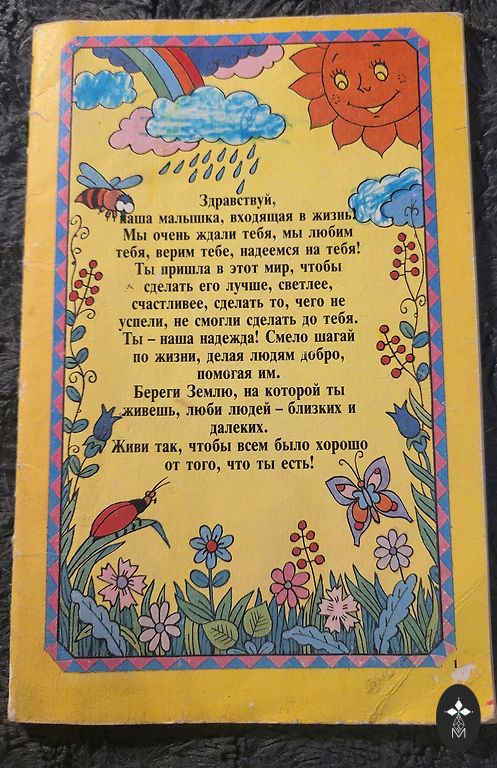 Здравствуй,
наша малышка, входящая в жизнь!
Мы очень ждали тебя, мы любим
тебя, верим тебе, надеемся на тебя!
Ты пришла в этот мир, чтобы
сделать его лучше, светлее,
счастливее, сделать то, чего не
успели, не смогли сделать до тебя.
Ты – наша надежда! Смело шагай
по жизни, делая людям добро,
помогая им.
Береги Землю, на которой ты
живешь, люби людей – близких и
далеких.
Живи так, чтобы всем было хорошо
от того, что ты есть!
1
M